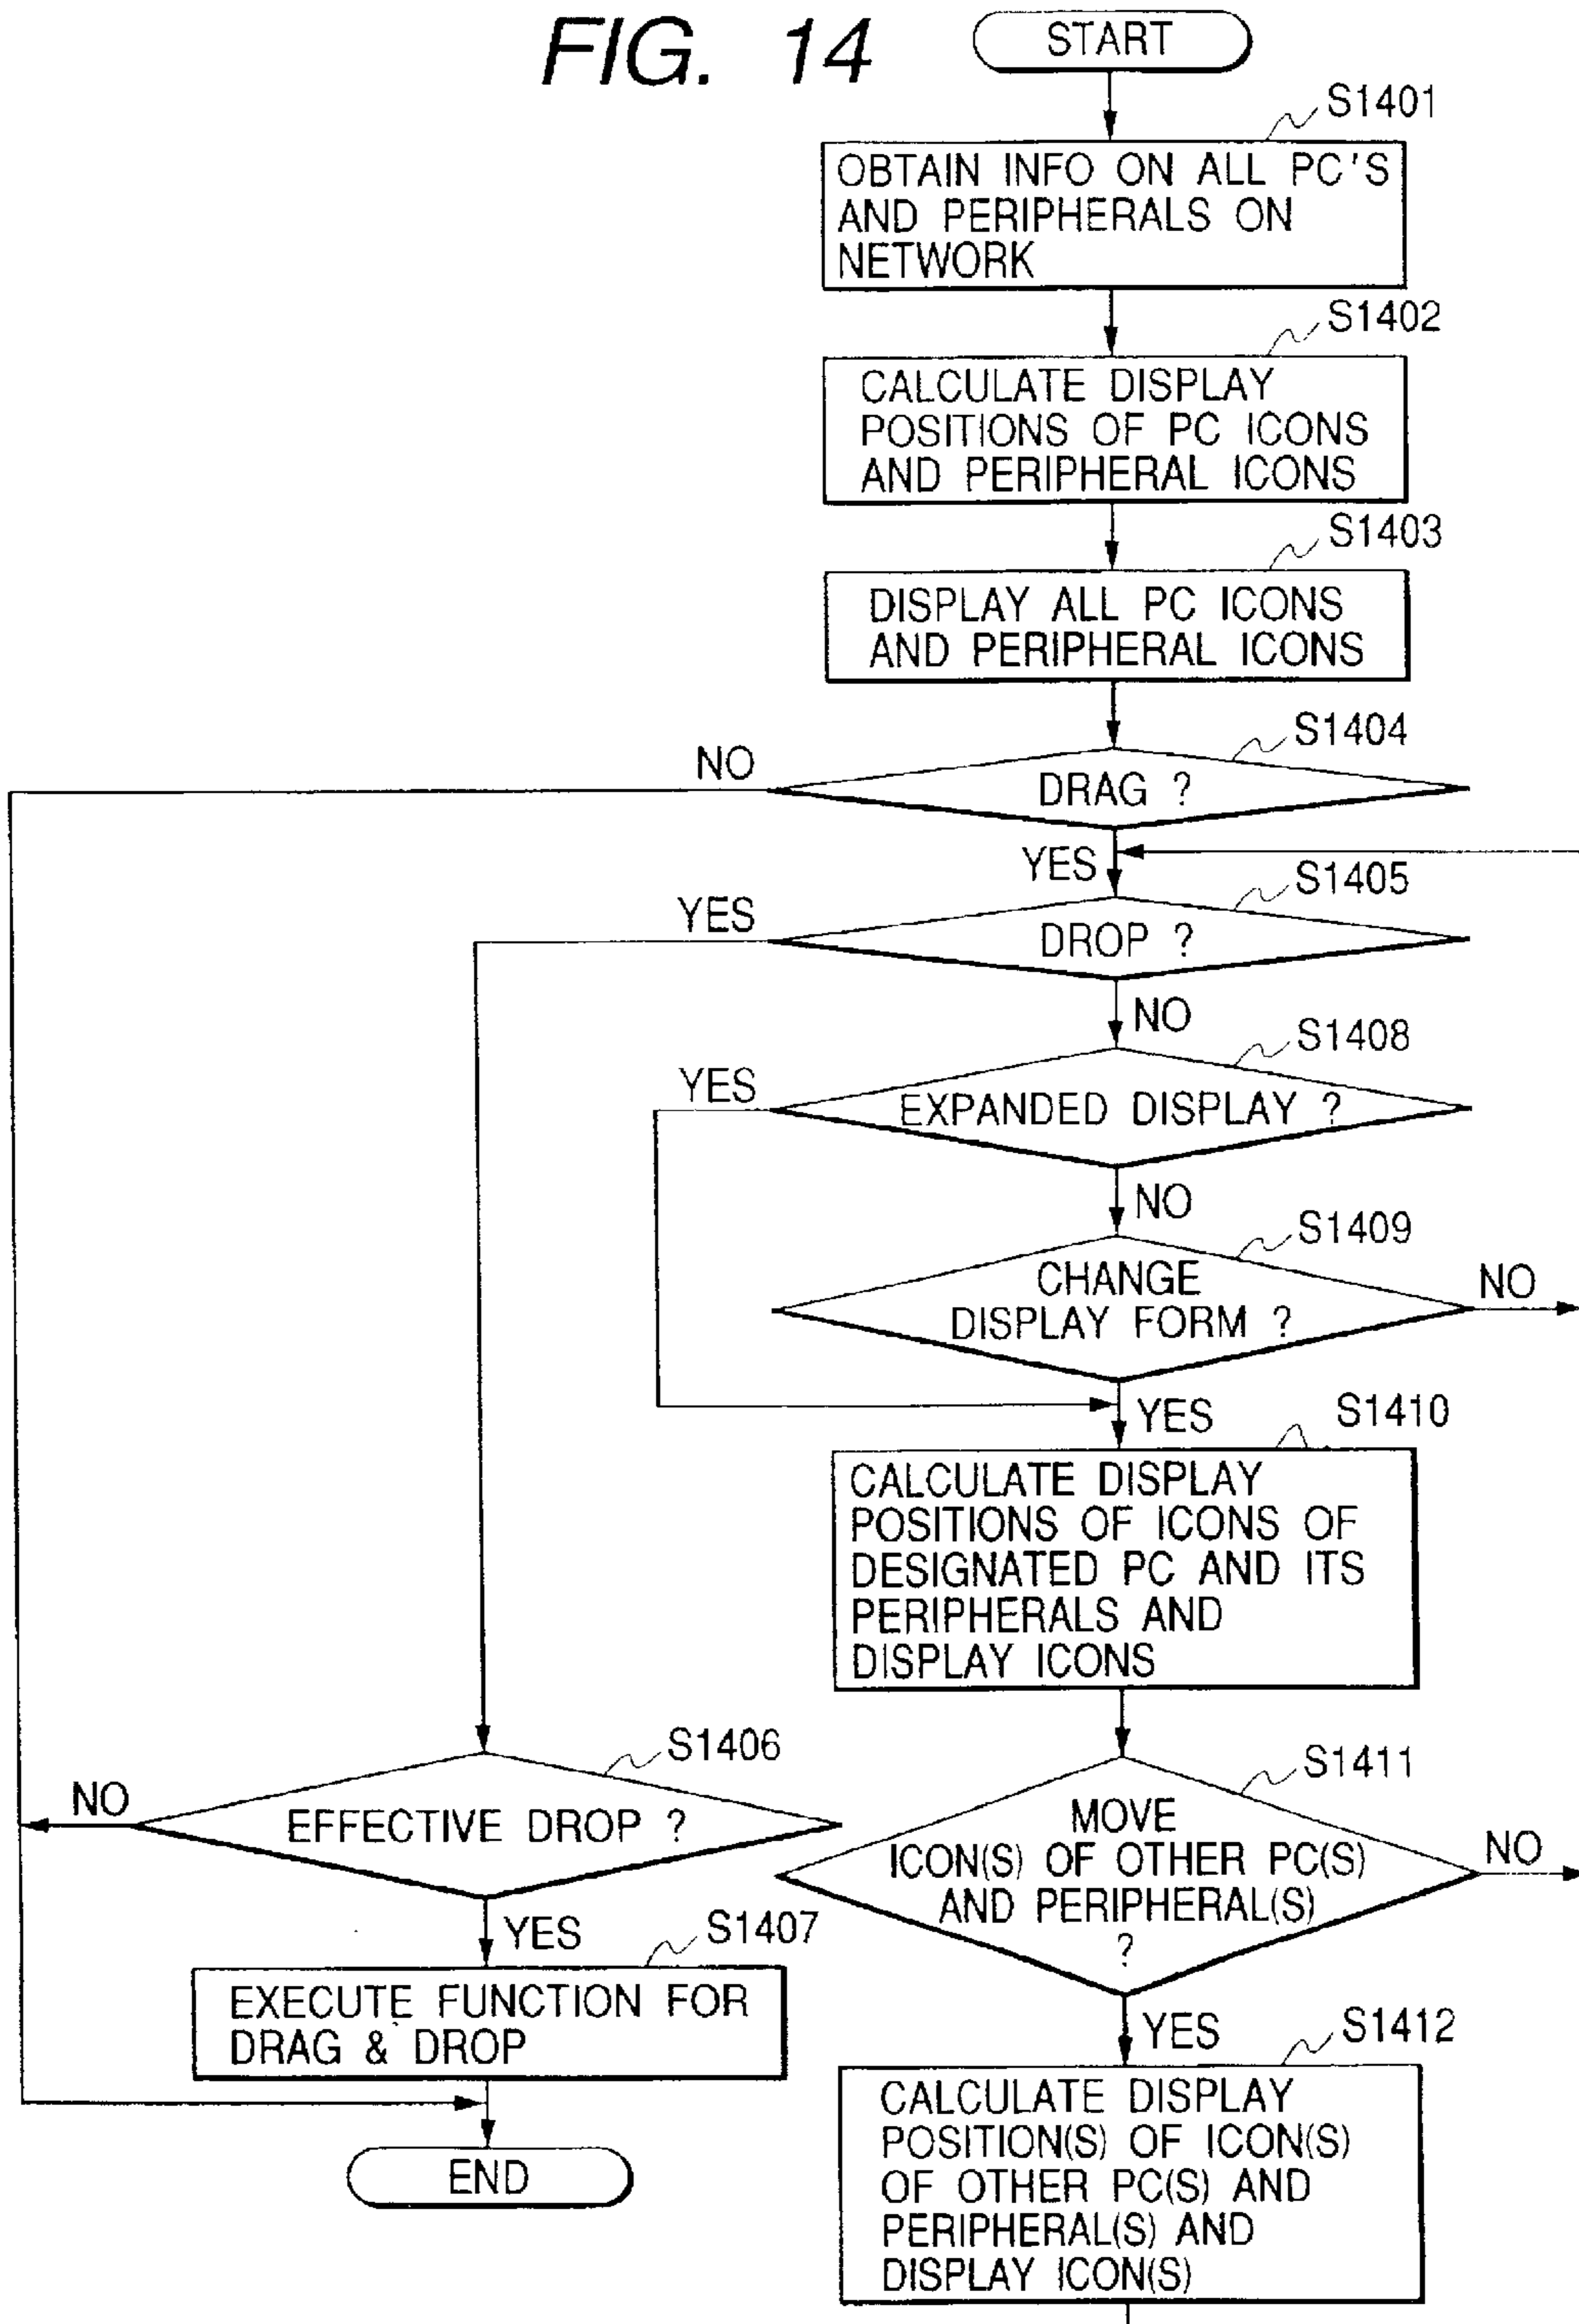 FIG. 14
START
S1401
OBTAIN INFO ON ALL PC'S
AND PERIPHERALS ON
NETWORK
S1402
CALCULATE DISPLAY
POSITIONS OF PC ICONS
AND PERIPHERAL ICONS
S1403
DISPLAY ALL PC ICONS
AND PERIPHERAL ICONS
S1404
NO
DRAG ?
YES
S1405
YES
DROP ?
NO
S1408
YES
EXPANDED DISPLAY ?
NO
S1409
CHANGE
DISPLAY FORM ?
NO
YES
S1410
CALCULATE DISPLAY
POSITIONS OF ICONS OF
DESIGNATED PC AND ITS
PERIPHERALS AND
DISPLAY ICONS
S1406
NO
EFFECTIVE DROP ?
YES
S1407
EXECUTE FUNCTION FOR
DRAG & DROP
END
S1411
MOVE
ICON(S) OF OTHER PC(S)
AND PERIPHERAL(S)
?
NO
YES
S1412
CALCULATE DISPLAY
POSITION(S) OF ICON(S)
OF OTHER PC(S) AND
PERIPHERAL(S) AND
DISPLAY ICON(S)